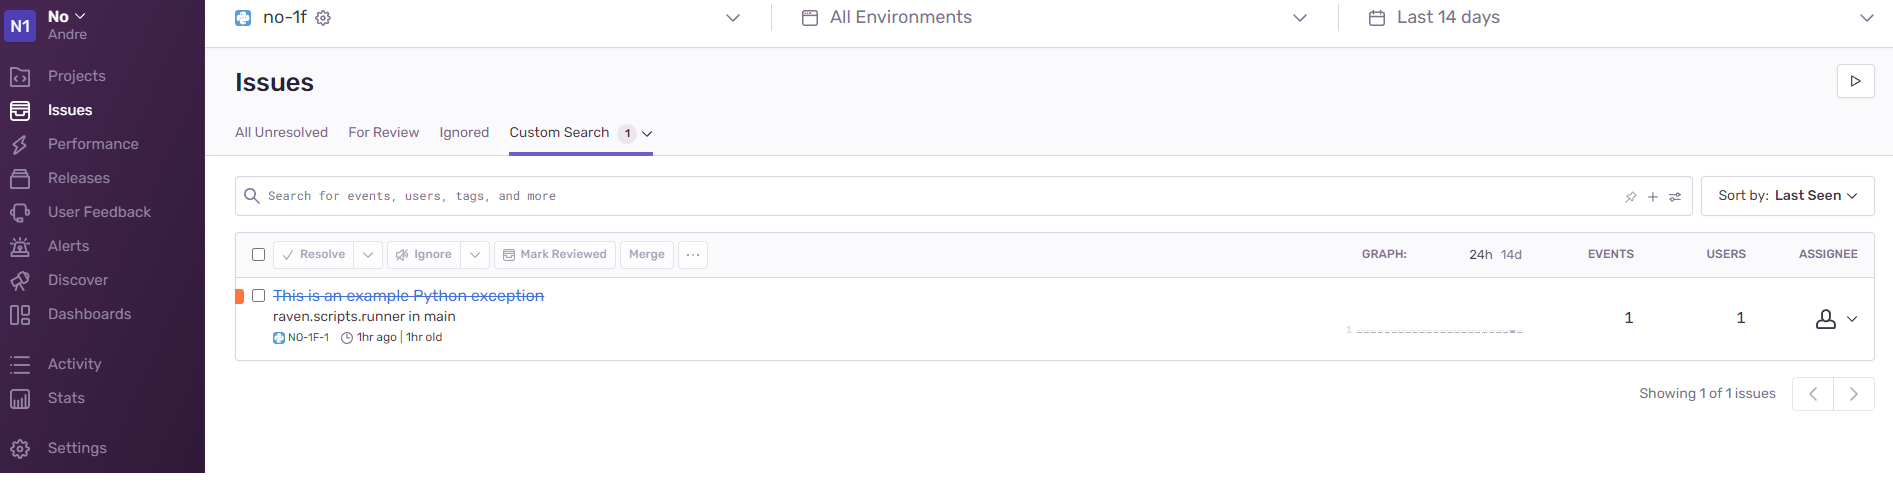 N1
No
Andre
Projects
Issues
Performance
Releases
User Feedback
Alerts
Discover
Dashboards
Activity
Stats
Settings
no-1f
All Environments
Last 14 days
Issues
All Unresolved For Review Ignored Custom Search 1
Search for events, users, tags, and more
Sort by: Last Seen
Resolve Ignore Mark Reviewed Merge ... GRAPH: 24h 14d EVENTS USERS ASSIGNEE
This is an example Python exception
raven.scripts.runner in main
NO-1F-1 1hr ago | 1hr old
1
1 1
Showing 1 of 1 issues